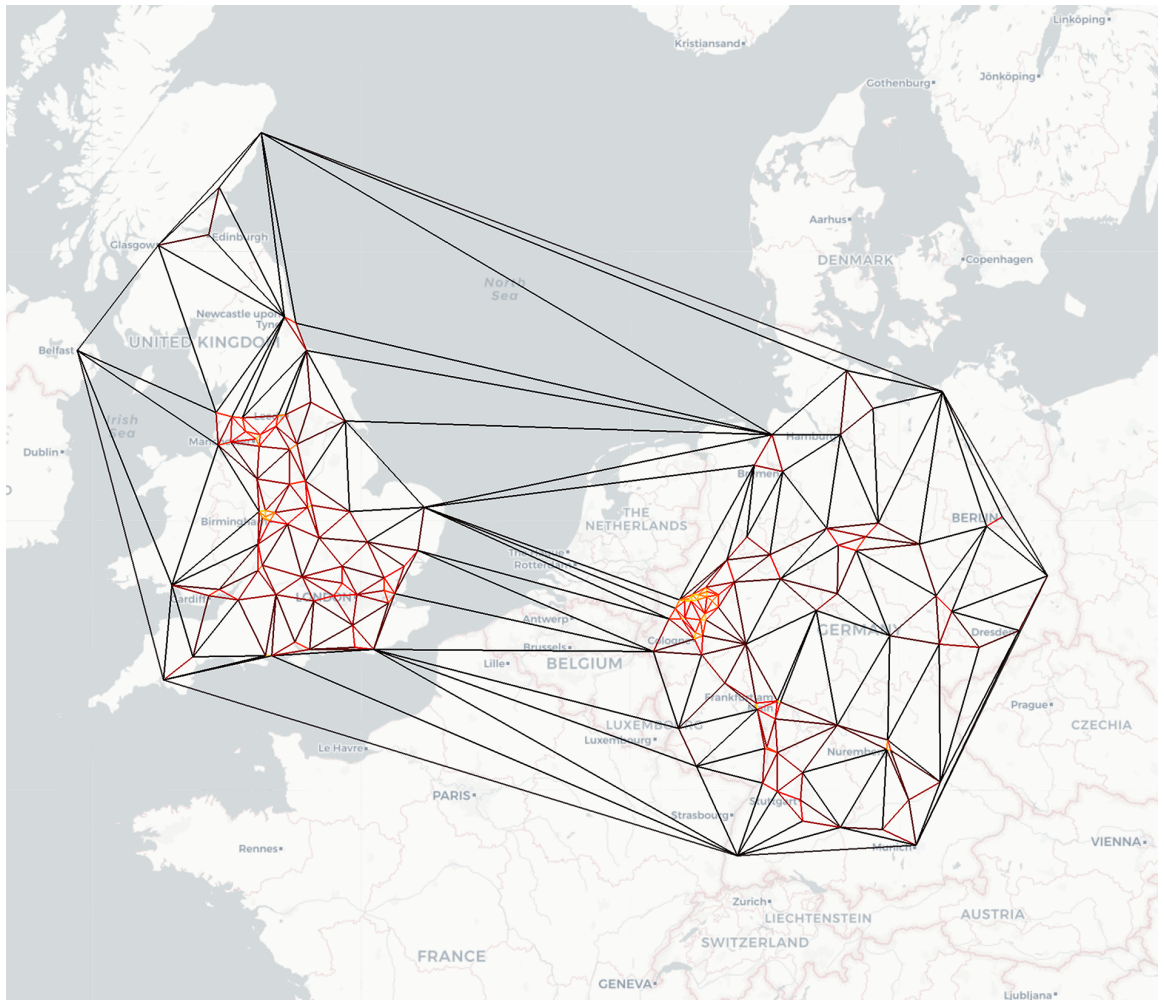 Linköping
Kristiansand
Gothenburg
Jönköping
Aarhus
DENMARK
Copenhagen
Glasgow
Edinburgh
North
Sea
Newcastle upon
Tyne
UNITED KINGDOM
Belfast
Irish
Sea
Dublin
Hamburg
Bremen
THE
NETHERLANDS
BERLIN
Birmingham
Rotterdam
Cardiff
LONDON
Antwerp
Brussels
Lille
BELGIUM
Cologne
GERMANY
Dresden
Frankfurt am
Main
LUXEMBOURG
Luxembourg
Prague
CZECHIA
Le Havre
Nuremberg
PARIS
Strasbourg
Stuttgart
Munich
VIENNA
Rennes
Zurich
LIECHTENSTEIN
AUSTRIA
SWITZERLAND
FRANCE
GENEVA
Ljubljana